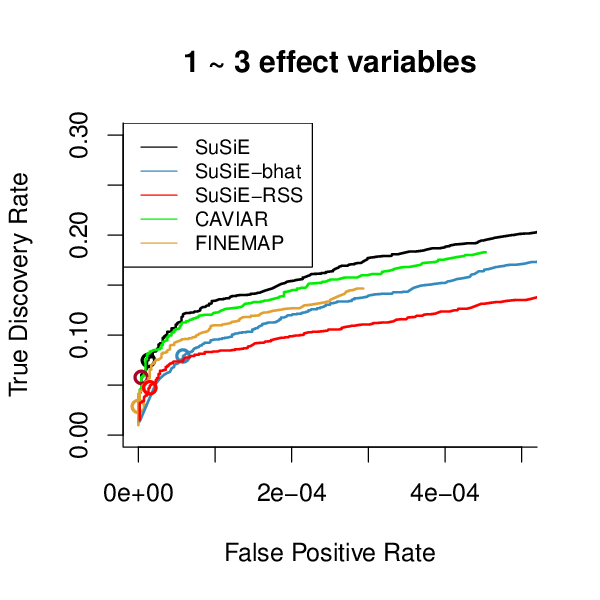 1 ~ 3 effect variables
True Discovery Rate
0.30
0.20
0.10
0.00
SuSiE
SuSiE−bhat
SuSiE−RSS
CAVIAR
FINEMAP
0e+00 2e−04 4e−04
False Positive Rate